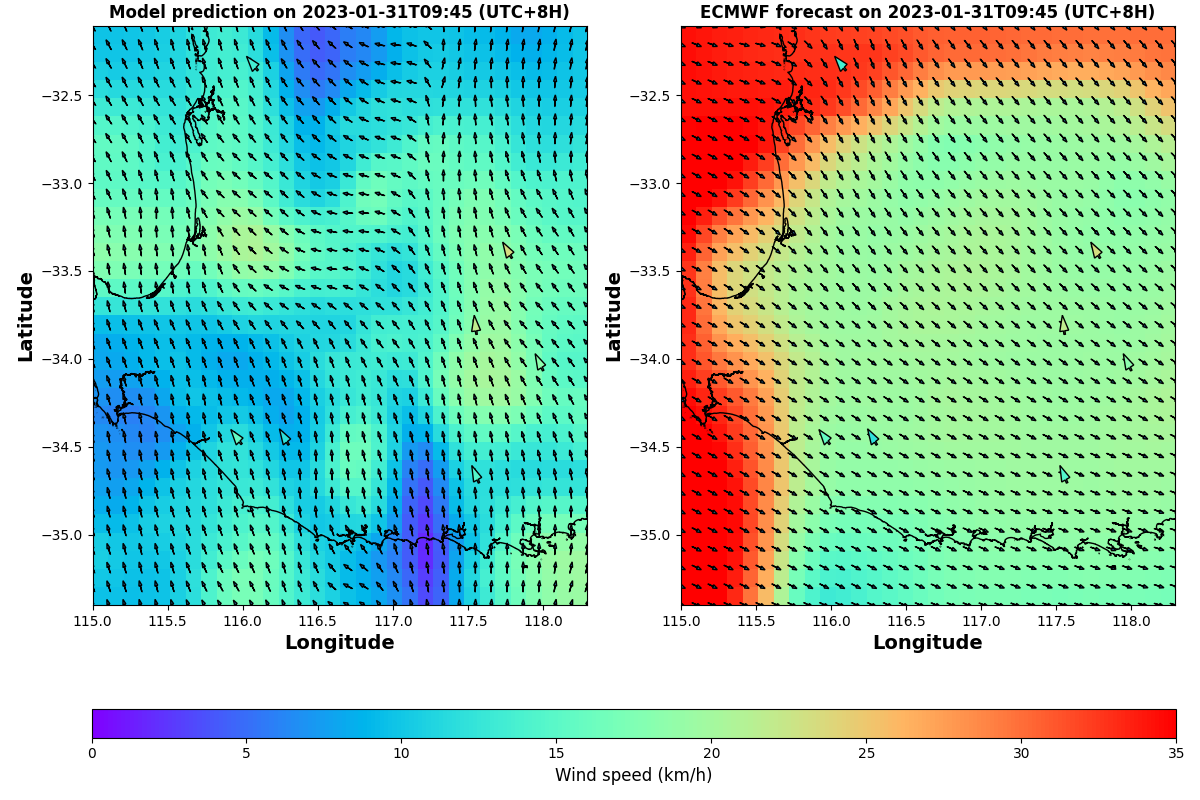 Model prediction on 2023-01-31T09:45 (UTC+8H)
ECMWF forecast on 2023-01-31T09:45 (UTC+8H)
−32.5
−33.0
−33.5
−34.0
−34.5
−35.0
Latitude
115.0 115.5 116.0 116.5 117.0 117.5 118.0
Longitude
−32.5
−33.0
−33.5
−34.0
−34.5
−35.0
Latitude
115.0 115.5 116.0 116.5 117.0 117.5 118.0
Longitude
0 5 10 15 20 25 30 35
Wind speed (km/h)